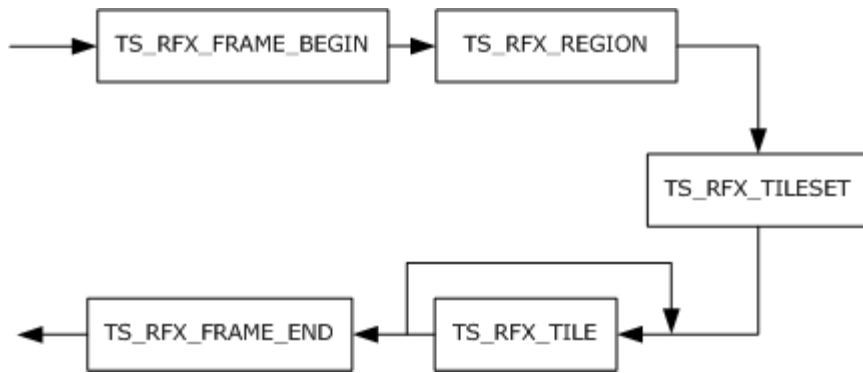 TS_RFX_FRAME_BEGIN
TS_RFX_REGION
TS_RFX_TILESET
TS_RFX_TILE
TS_RFX_FRAME_END